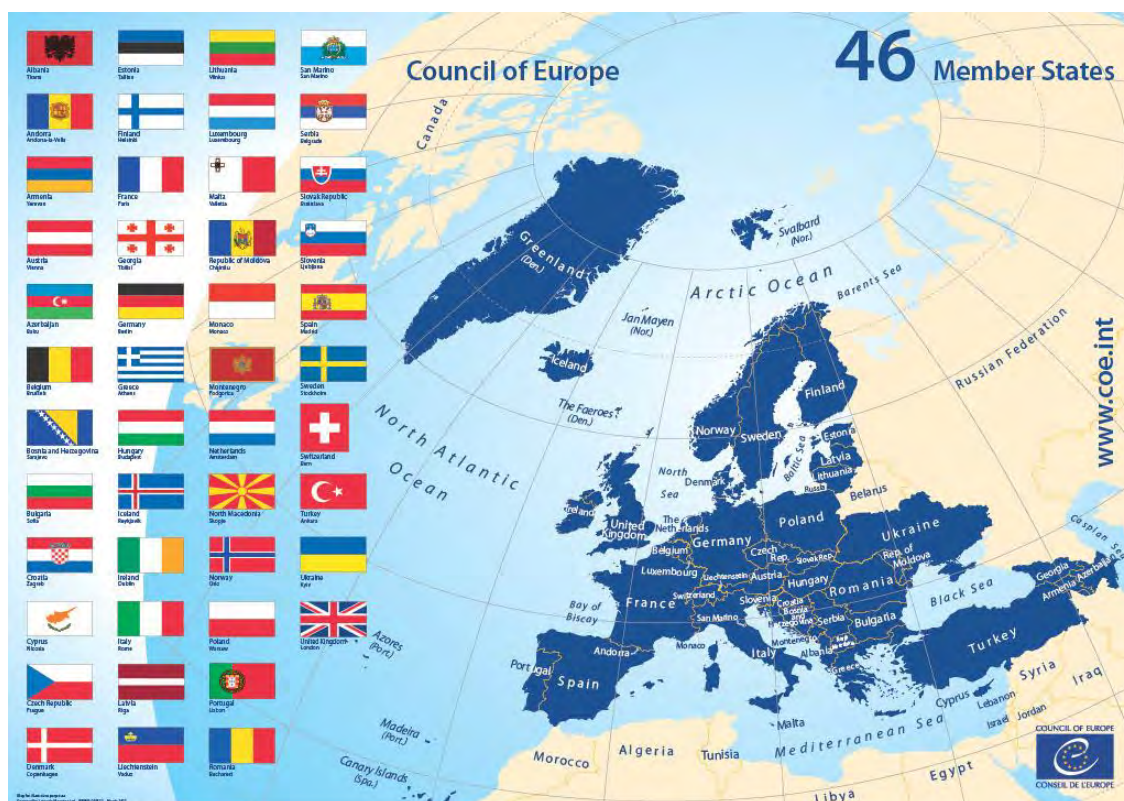 Council of Europe
46 Member States
Albania
Tirana
Estonia
Tallinn
Lithuania
Vilnius
San Marino
San Marino
Andorra
Andorra-la-Vella
Finland
Helsinki
Luxembourg
Luxembourg
Serbia
Belgrade
Armenia
Yerevan
France
Paris
Malta
Valletta
Slovak Republic
Bratislava
Austria
Vienna
Georgia
Tbilisi
Republic of Moldova
Chişinău
Slovenia
Ljubljana
Azerbaijan
Baku
Germany
Berlin
Monaco
Monaco
Spain
Madrid
Belgium
Brussels
Greece
Athens
Montenegro
Podgorica
Sweden
Stockholm
Bosnia and Herzegovina
Sarajevo
Hungary
Budapest
Netherlands
Amsterdam
Switzerland
Bern
Bulgaria
Sofia
Iceland
Reykjavik
North Macedonia
Skopje
Turkey
Ankara
Croatia
Zagreb
Ireland
Dublin
Norway
Oslo
Ukraine
Kyiv
Cyprus
Nicosia
Italy
Rome
Poland
Warsaw
United Kingdom
London
Czech Republic
Prague
Latvia
Riga
Portugal
Lisbon
Denmark
Copenhagen
Liechtenstein
Vaduz
Romania
Bucharest
Canada
Greenland
(Den.)
Svalbard
(Nor.)
Arctic Ocean
Barents Sea
Jan Mayen
(Nor.)
Iceland
Russian Federation
www.coe.int
The Faeroes
(Den.)
North Atlantic
Ocean
Norway
Sweden
Finland
Baltic Sea
Estonia
Latvia
Lithuania
Russia
Belarus
North
Sea
Denmark
Ireland
United
Kingdom
The
Netherlands
Germany
Poland
Ukraine
Belgium
Czech
Rep.
Slovak Rep.
Rep. of
Moldova
Caspian Sea
Luxembourg
Liechtenstein
Austria
Hungary
Romania
Georgia
Armenia
Azerbaijan
Bay of
Biscay
France
Switzerland
Slovenia
Croatia
Bosnia
and
Herzegovina
Serbia
Bulgaria
Black Sea
San Marino
Montenegro
Azores
(Port.)
Andorra
Monaco
Italy
Albania
Turkey
Portugal
Spain
Greece
Syria
Iraq
Cyprus
Lebanon
Israel
Jordan
Malta
Mediterranean Sea
Madeira
(Port.)
Canary Islands
(Spa.)
Morocco
Algeria
Tunisia
Libya
Egypt
COUNCIL OF EUROPE
CONSEIL DE L'EUROPE